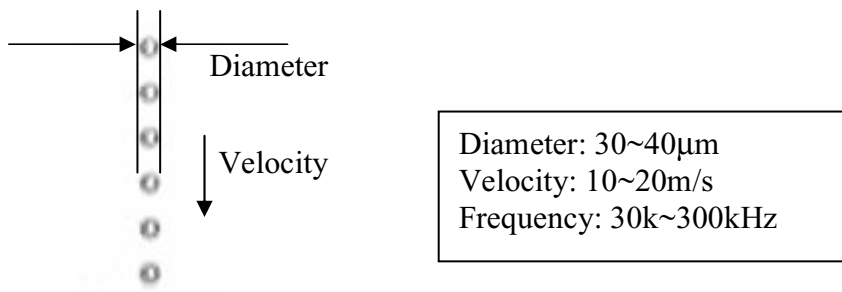 Diameter
Velocity
Diameter: 30~40μm
Velocity: 10~20m/s
Frequency: 30k~300kHz